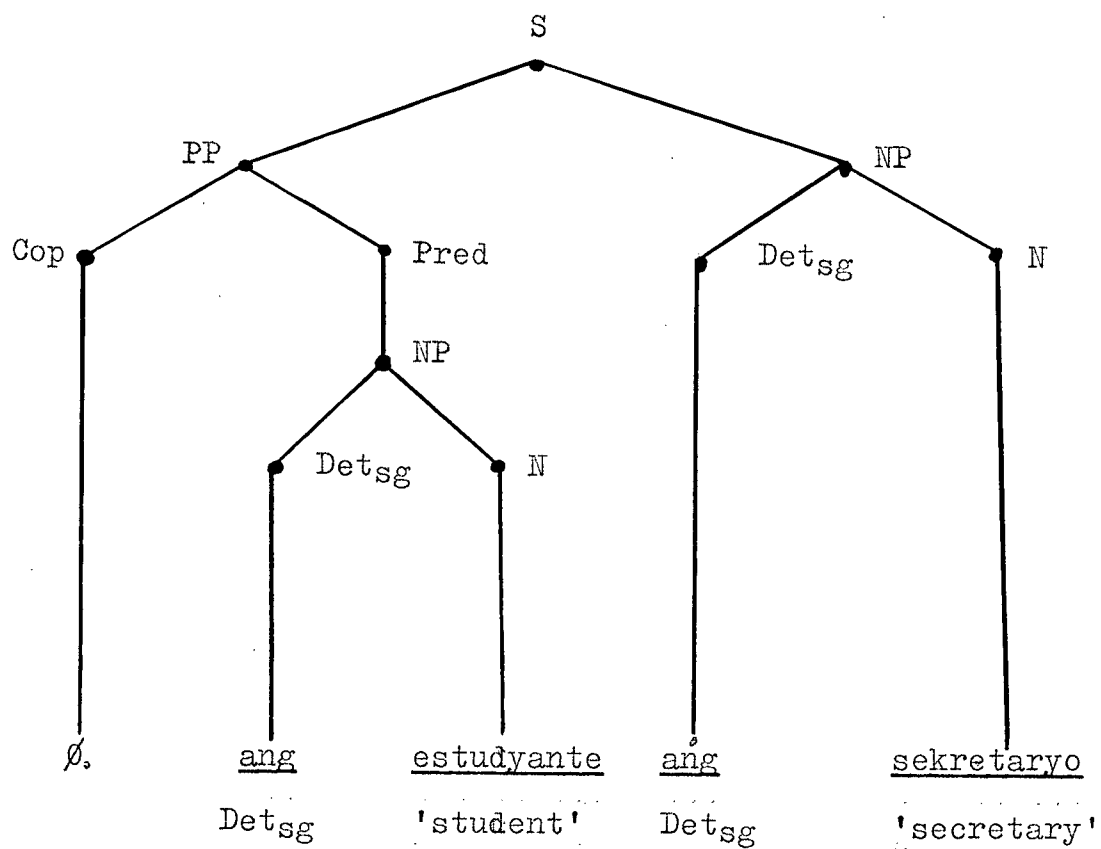 S
PP NP
Cop Pred Detsg N
NP
Detsg N
Ø. ang estudyante ang sekretaryo
Detsg 'student' Detsg 'secretary'